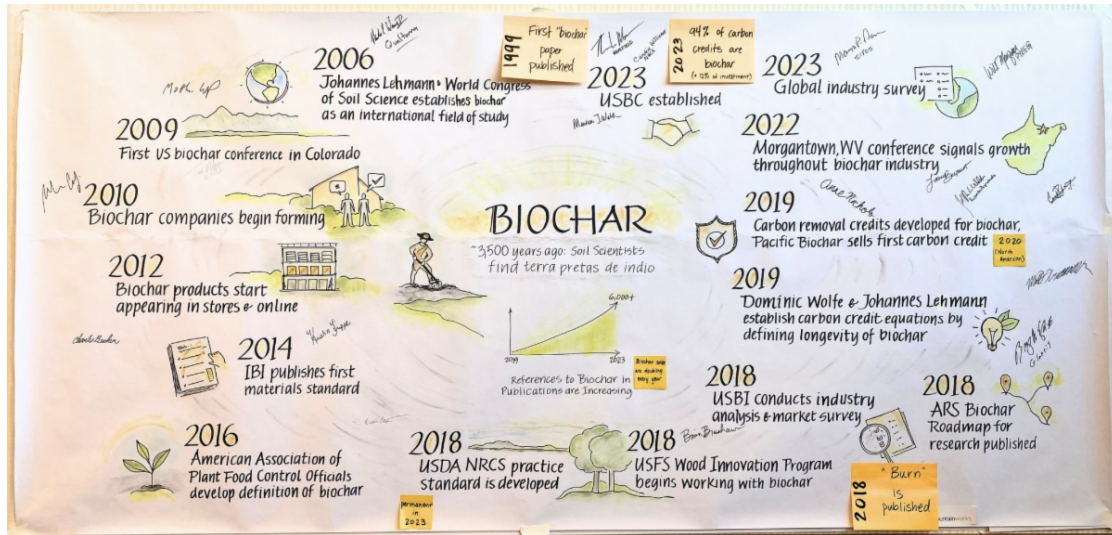 1999
First "biochar"
paper
published
2023
94% of carbon
credits are
biochar
2006
Johannes Lehmann & World Congress
of Soil Science establishes biochar
as an international field of study
2023
USBC established
2023
Global industry survey
2009
First US biochar conference in Colorado
2022
Morgantown, WV conference signals growth
throughout biochar industry
2010
Biochar companies begin forming
BIOCHAR
~3,500 years ago: Soil Scientists
find terra pretas de indio
2019
Carbon removal credits developed for biochar,
Pacific Biochar sells first carbon credit
2020
(North
American)
2012
Biochar products start
appearing in stores & online
2019
Dominic Wolfe & Johannes Lehmann
establish carbon credit equations by
defining longevity of biochar
6,000+
2023
References to Biochar in
Publications are Increasing
Biochar sales
are doubling
every year
2014
IBI publishes first
materials standard
2018
USBI conducts industry
analysis & market survey
2018
ARS Biochar
Roadmap for
research published
2016
American Association of
Plant Food Control Officials
develop definition of biochar
2018
USDA NRCS practice
standard is developed
permanent
in
2023
2018
USFS Wood Innovation Program
begins working with biochar
2018
"Burn"
is
published